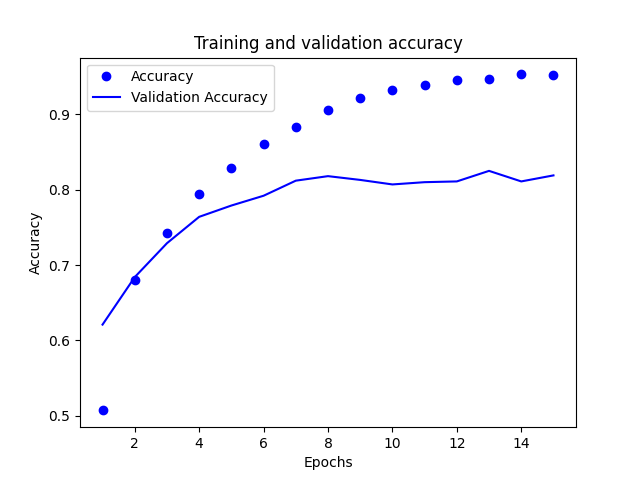 Training and validation accuracy
Accuracy
Validation Accuracy
0.9
0.8
0.7
0.6
0.5
Accuracy
2 4 6 8 10 12 14
Epochs